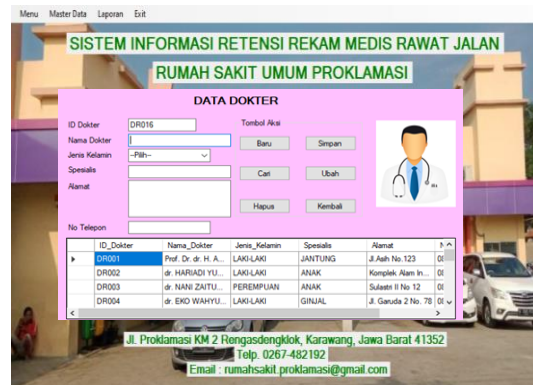 Menu Master Data Laporan Exit
SISTEM INFORMASI RETENSI REKAM MEDIS RAWAT JALAN
RUMAH SAKIT UMUM PROKLAMASI
DATA DOKTER
ID Dokter DR016 Tombol Aksi
Nama Dokter Baru Simpan
Jenis Kelamin --Pilih--
Spesialis Cari Ubah
Alamat
Hapus Kembali
No Telepon
ID_Dokter Nama_Dokter Jenis_Kelamin Spesialis Alamat
DR001 Prof. Dr. dr. H. A... LAKI-LAKI JANTUNG Jl.Asih No.123
DR002 dr. HARIADI YU... LAKI-LAKI ANAK Komplek Alam In...
DR003 dr. NANI ZAITU... PEREMPUAN ANAK Sulastri II No 12
DR004 dr. EKO WAHYU... LAKI-LAKI GINJAL Jl. Garuda 2 No. 78
Jl. Proklamasi KM 2 Rengasdengklok, Karawang, Jawa Barat 41352
Telp. 0267-482192
Email : rumahsakit.proklamasi@gmail.com